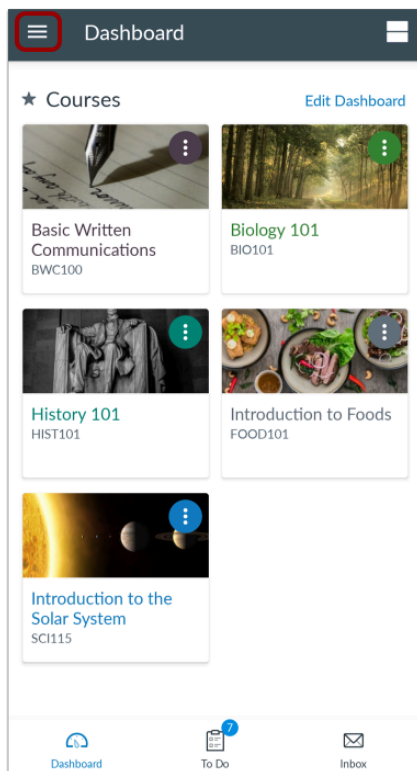 Dashboard
Courses
Edit Dashboard
Basic Written
Communications
BWC100
Biology 101
BIO101
History 101
HIST101
Introduction to Foods
FOOD101
Introduction to the
Solar System
SCI115
7
Dashboard
To Do
Inbox